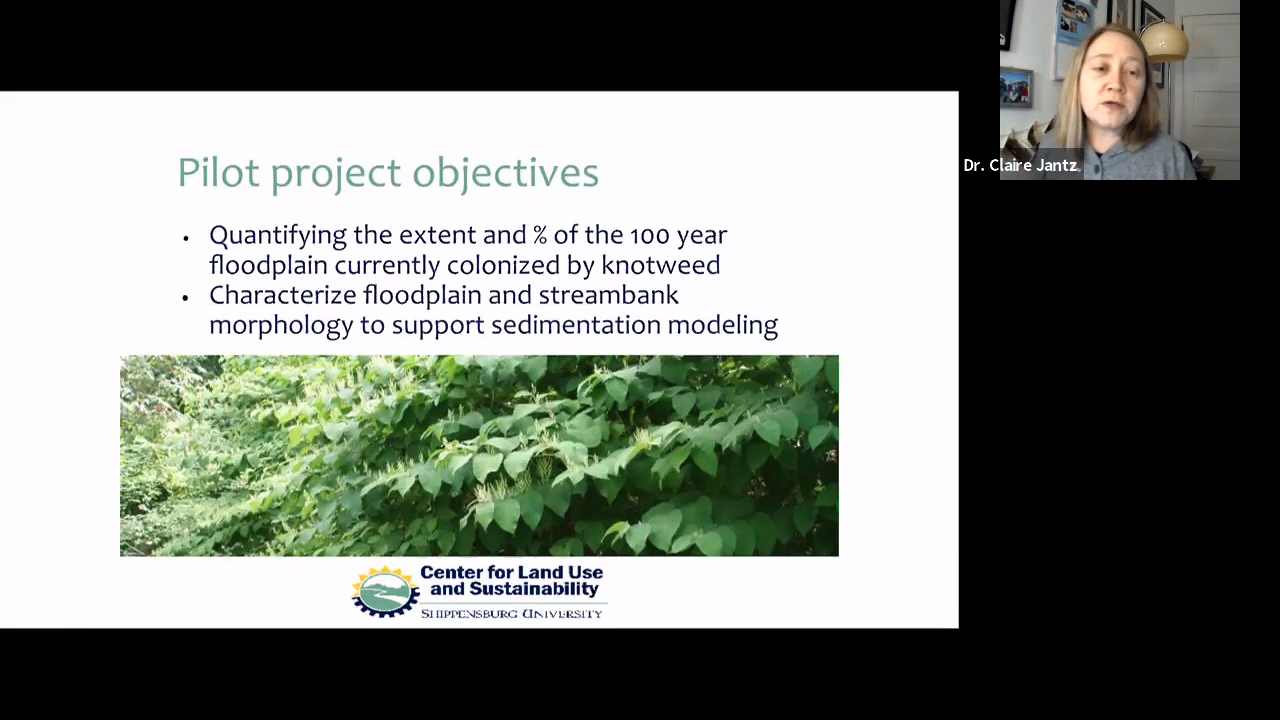 Pilot project objectives
• Quantifying the extent and % of the 100 year
floodplain currently colonized by knotweed
• Characterize floodplain and streambank
morphology to support sedimentation modeling
Center for Land Use
and Sustainability
SHIPPENSBURG UNIVERSITY
Dr. Claire Jantz